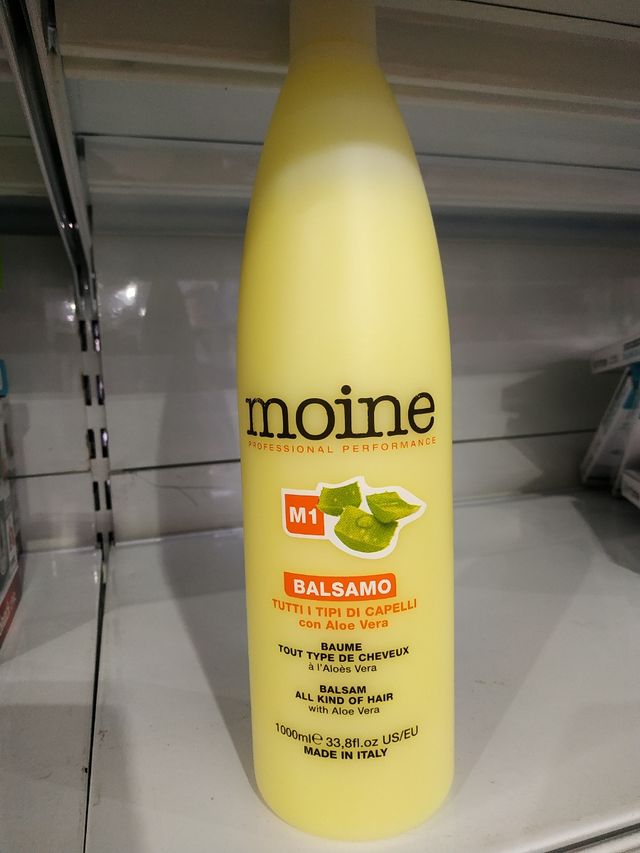 moine
PROFESSIONAL PERFORMANCE
M1
BALSAMO
TUTTI I TIPI DI CAPELLI
con Aloe Vera
BAUME
TOUT TYPE DE CHEVEUX
à l'Aloès Vera
BALSAM
ALL KIND OF HAIR
with Aloe Vera
1000ml℮ 33,8fl.oz US/EU
MADE IN ITALY